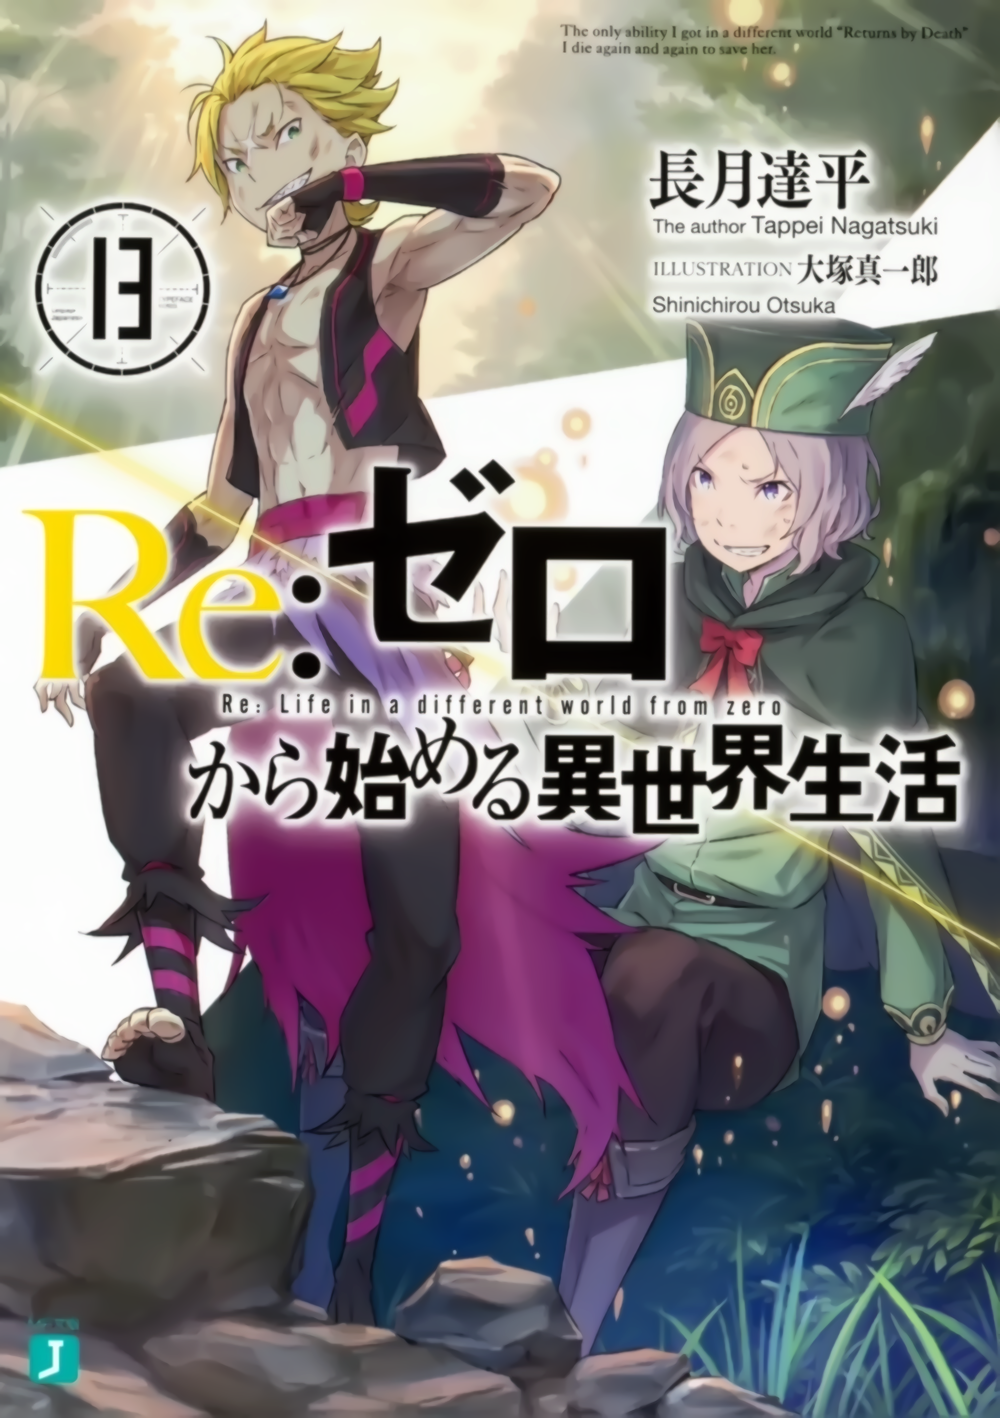 The only ability I got in a different world "Returns by Death"
I die again and again to save her.
長月達平
The author Tappei Nagatsuki
ILLUSTRATION 大塚真一郎
Shinichirou Otsuka
13
TYPEFACE
Japanese
Re:ゼロ
Re: Life in a different world from zero
から始める異世界生活
J